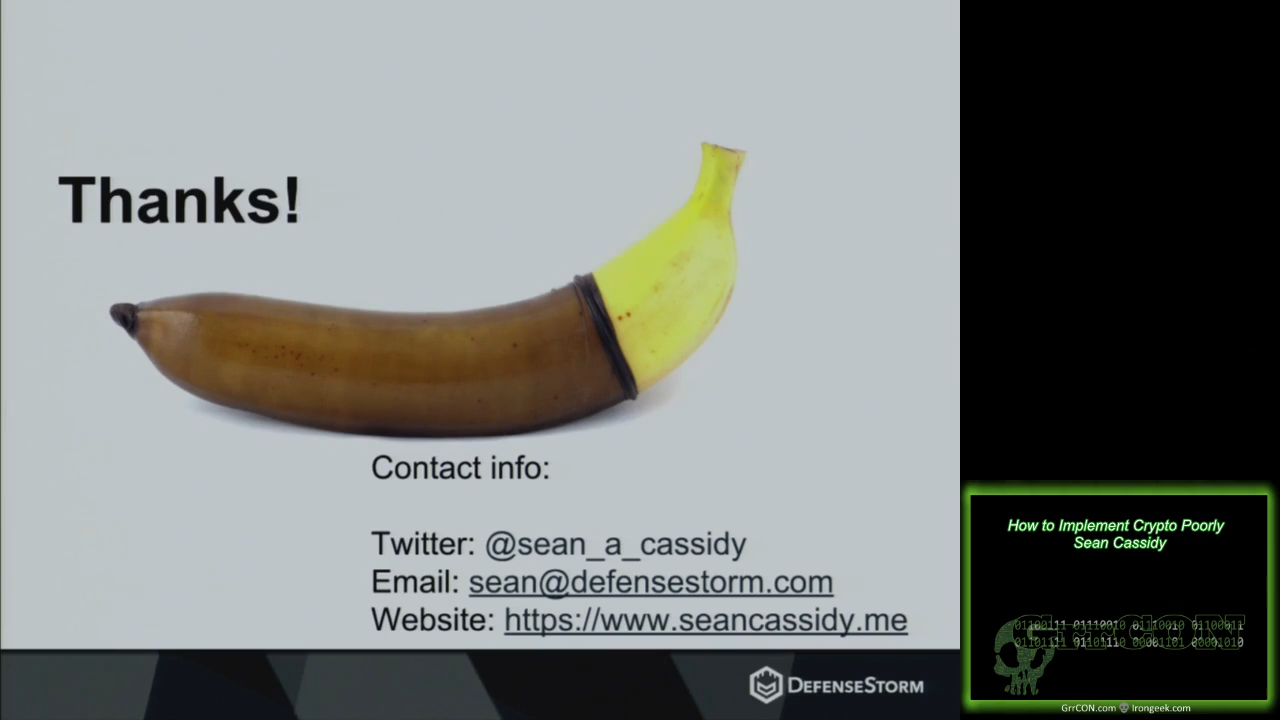 Thanks!
Contact info:
Twitter: @sean_a_cassidy
Email: sean@defensestorm.com
Website: https://www.seancassidy.me
DEFENSESTORM
How to Implement Crypto Poorly
Sean Cassidy
GrrCON
GrrCON.com Irongeek.com